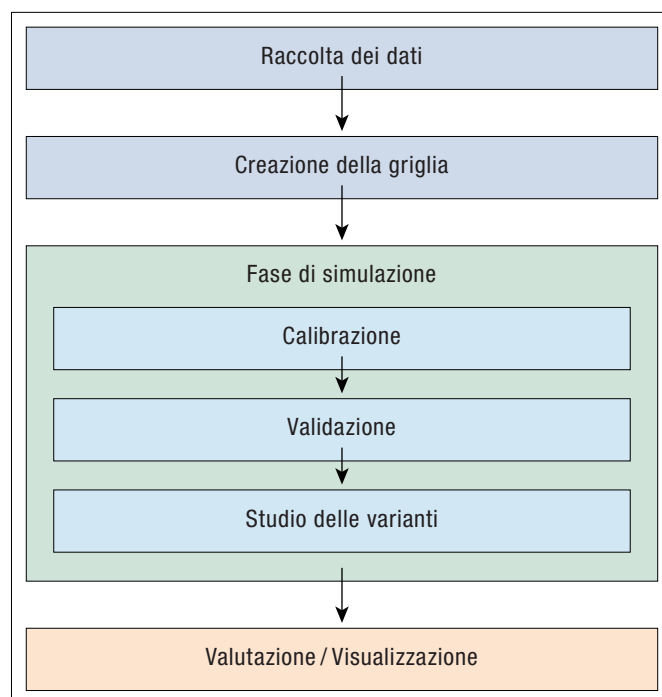 Raccolta dei dati
Creazione della griglia
Fase di simulazione
Calibrazione
Validazione
Studio delle varianti
Valutazione / Visualizzazione